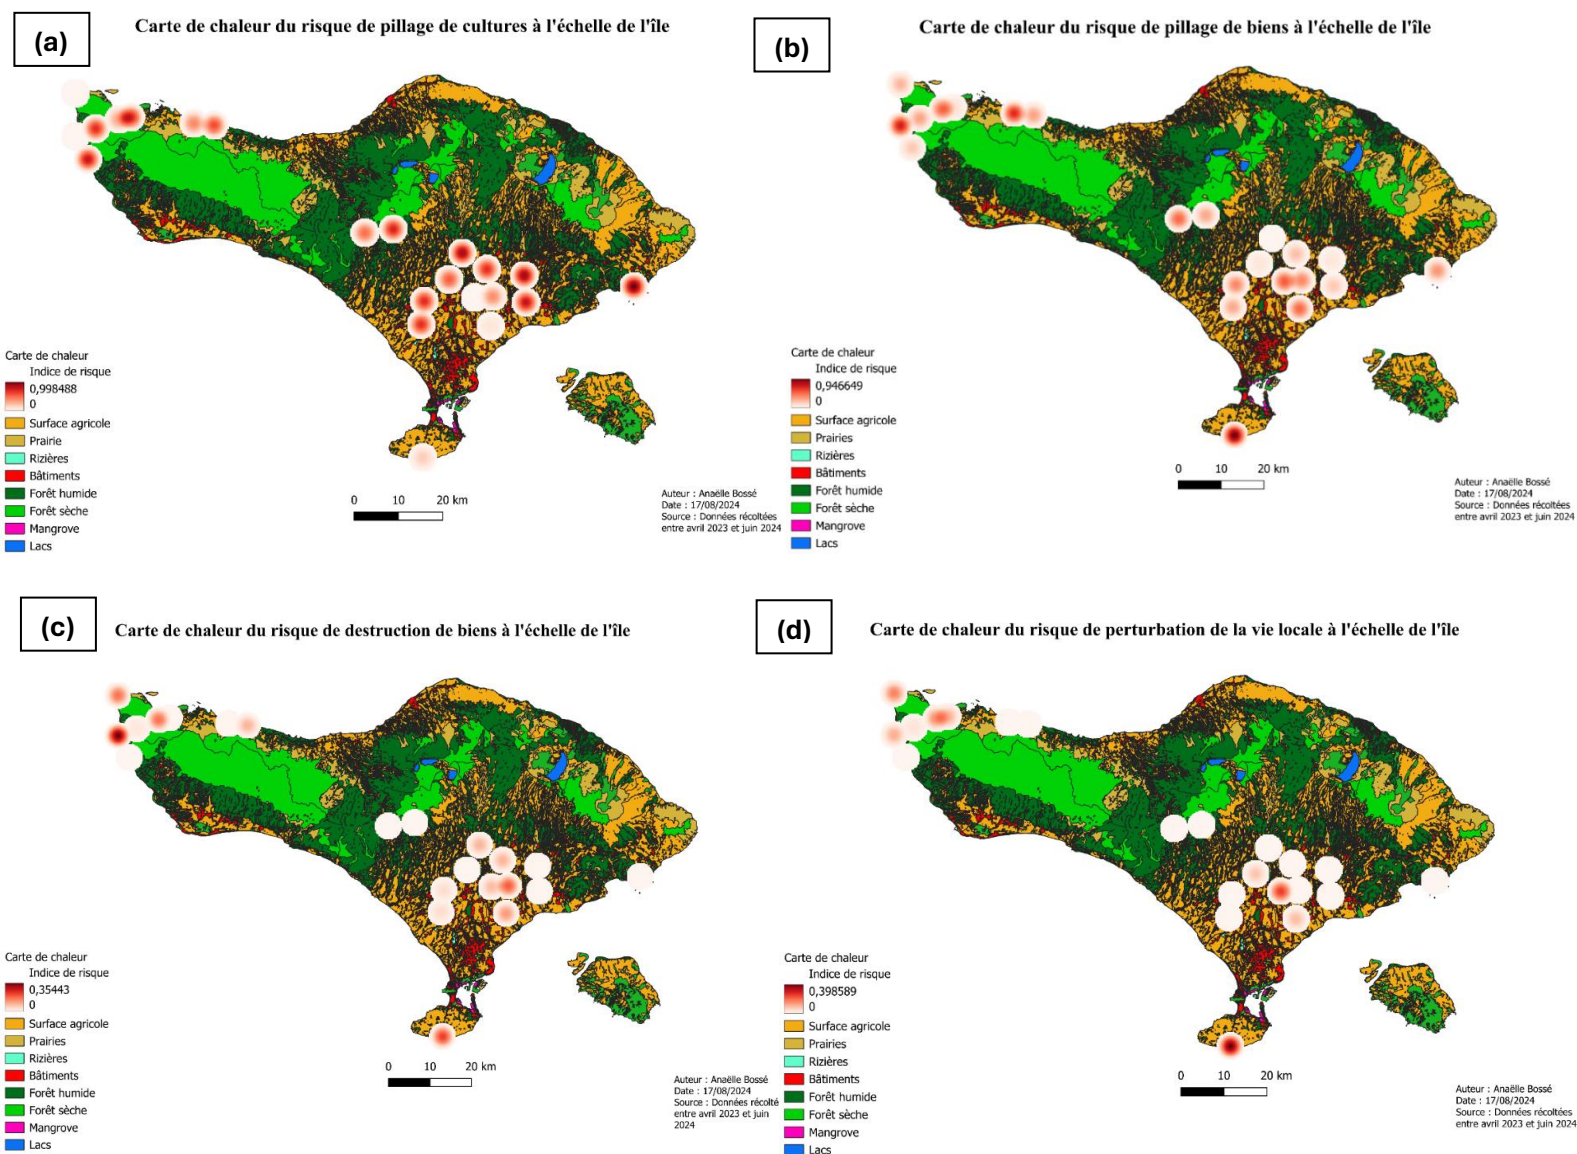 (a)
Carte de chaleur du risque de pillage de cultures à l'échelle de l'île
Carte de chaleur
Indice de risque
0,998488
0
Surface agricole
Prairie
Rizières
Bâtiments
Forêt humide
Forêt sèche
Mangrove
Lacs
0 10 20 km
Auteur : Anaëlle Bossé
Date : 17/08/2024
Source : Données récoltées
entre avril 2023 et juin 2024
(b)
Carte de chaleur du risque de pillage de biens à l'échelle de l'île
Carte de chaleur
Indice de risque
0,946649
0
Surface agricole
Prairies
Rizières
Bâtiments
Forêt humide
Forêt sèche
Mangrove
Lacs
0 10 20 km
Auteur : Anaëlle Bossé
Date : 17/08/2024
Source : Données récoltées
entre avril 2023 et juin 2024
(c)
Carte de chaleur du risque de destruction de biens à l'échelle de l'île
Carte de chaleur
Indice de risque
0,35443
0
Surface agricole
Prairies
Rizières
Bâtiments
Forêt humide
Forêt sèche
Mangrove
Lacs
0 10 20 km
Auteur : Anaëlle Bossé
Date : 17/08/2024
Source : Données récolté
entre avril 2023 et juin
2024
(d)
Carte de chaleur du risque de perturbation de la vie locale à l'échelle de l'île
Carte de chaleur
Indice de risque
0,398589
0
Surface agricole
Prairies
Rizières
Bâtiments
Forêt humide
Forêt sèche
Mangrove
Lacs
0 10 20 km
Auteur : Anaëlle Bossé
Date : 17/08/2024
Source : Données récoltées
entre avril 2023 et juin 2024